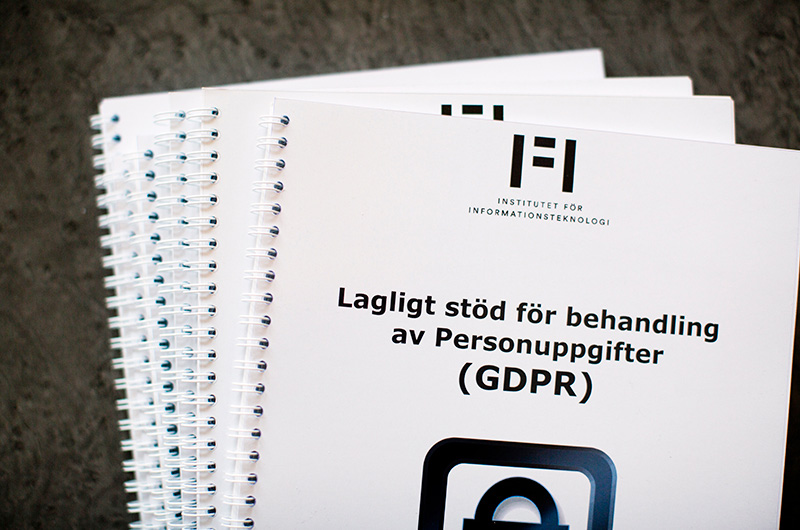 INSTITUTET FÖR
INFORMATIONSTEKNOLOGI
Lagligt stöd för behandling
av Personuppgifter
(GDPR)